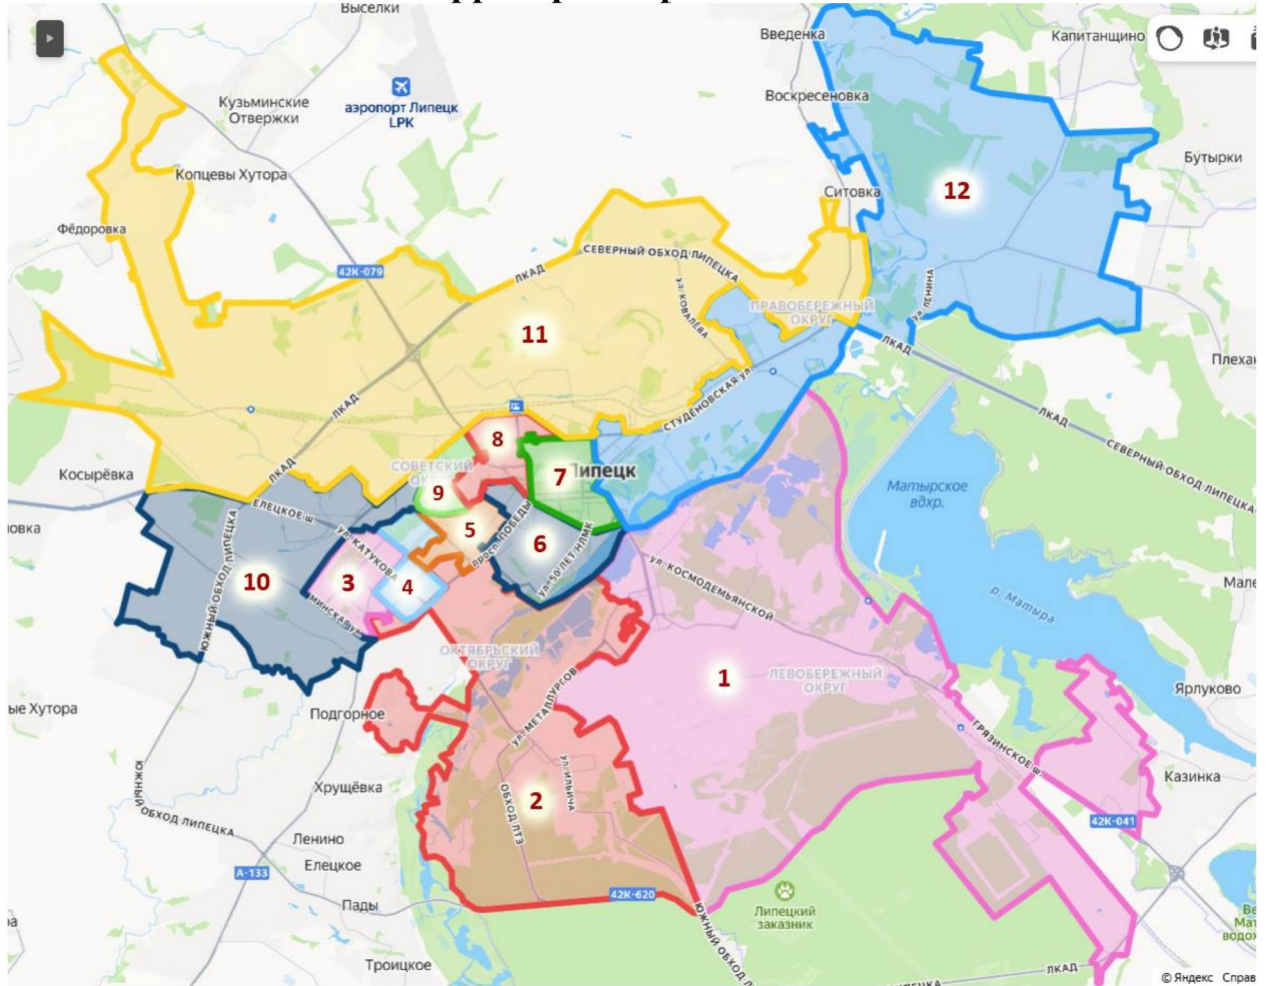 Выселки
Введенка
Капитанщино
Кузьминские
Отвержки
аэропорт Липецк
LPK
Воскресеновка
Бутырки
Копцевы Хутора
12
Ситовка
Фёдоровка
СЕВЕРНЫЙ ОБХОД ЛИПЕЦКА
42К-079
ЛКАД
УЛ. КОВАЛЁВА
УЛ. ЛЕНИНА
ПРАВОБЕРЕЖНЫЙ
ОКРУГ
11
ЛКАД
СТУДЁНОВСКАЯ УЛ.
ЛКАД
ЛКАД
8
Косырёвка
ЛКАД
СОВЕТСКИЙ
7
Липецк
СЕВЕРНЫЙ ОБХОД ЛИПЕЦКА
9
Матырское
вдхр.
ЕЛЕЦКОЕ Ш.
УЛ. КАТУКОВА
5
ПРОСП. ПОБЕДЫ
6
УЛ. 50 ЛЕТ НЛМК
10
3
4
УЛ. КОСМОДЕМЬЯНСКОЙ
р. Матыра
ЮЖНЫЙ ОБХОД ЛИПЕЦКА
МИНСКАЯ УЛ.
ОКТЯБРЬСКИЙ
ОКРУГ
1
ЛЕВОБЕРЕЖНЫЙ
ОКРУГ
Ярлуково
ые Хутора
Подгорное
УЛ. МЕТАЛЛУРГОВ
ГРЯЗИНСКОЕ Ш.
Казинка
Хрущёвка
УЛ. ИЛЬИЧА
2
ОБХОД ЛТЗ
ЮЖНЫЙ ОБХОД ЛИПЕЦКА
42К-041
Ленино
А-133
Елецкое
42К-620
Пады
Липецкий
заказник
ЮЖНЫЙ ОБХОД Л
Троицкое
ЛКАД
© Яндекс Справ